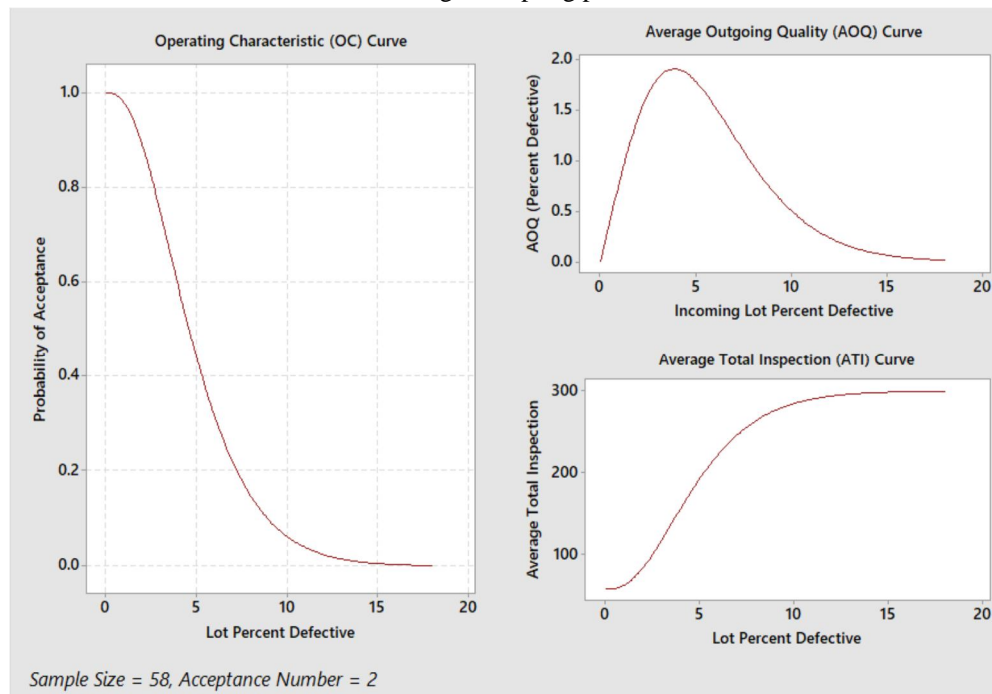 Operating Characteristic (OC) Curve
1.0
0.8
0.6
0.4
0.2
0.0
Probability of Acceptance
0 5 10 15 20
Lot Percent Defective
Average Outgoing Quality (AOQ) Curve
2.0
1.5
1.0
0.5
0.0
AOQ (Percent Defective)
0 5 10 15 20
Incoming Lot Percent Defective
Average Total Inspection (ATI) Curve
300
200
100
Average Total Inspection
0 5 10 15 20
Lot Percent Defective
Sample Size = 58, Acceptance Number = 2